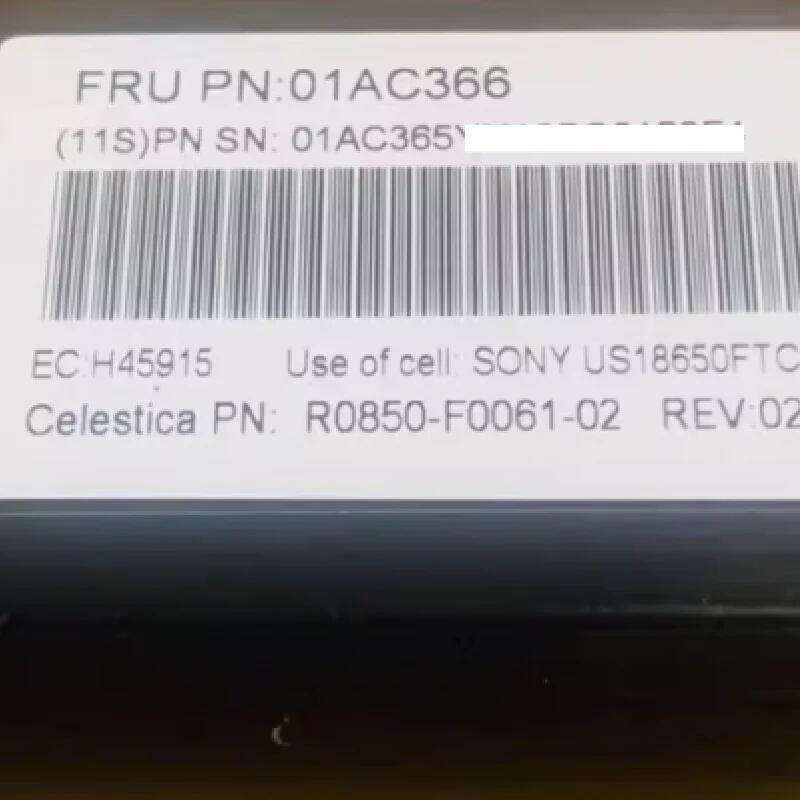 FRU PN:01AC366
(11S)PN SN: 01AC365Y
EC:H45915 Use of cell: SONY US18650FTC
Celestica PN: R0850-F0061-02 REV:02